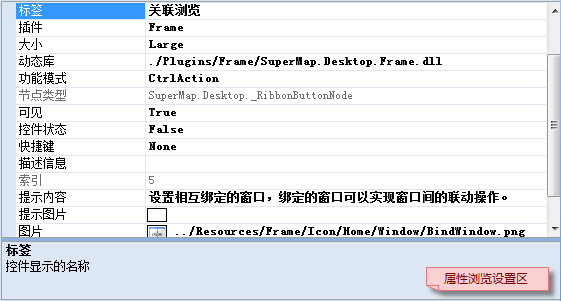 标签 关联浏览
插件 Frame
大小 Large
动态库 ./Plugins/Frame/SuperMap.Desktop.Frame.dll
功能模式 CtrlAction
节点类型 SuperMap.Desktop._RibbonButtonNode
可见 True
控件状态 False
快捷键 None
描述信息
索引 5
提示内容 设置相互绑定的窗口，绑定的窗口可以实现窗口间的联动操作。
提示图片
图片 ../Resources/Frame/Icon/Home/Window/BindWindow.png
标签
控件显示的名称
属性浏览设置区